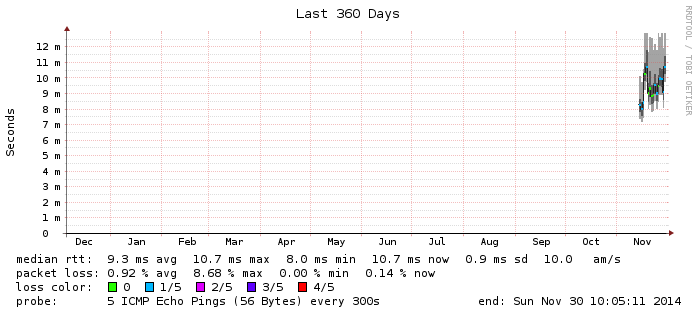 Last 360 Days
RRDTOOL / TOBI OETIKER
Seconds
12 m
11 m
10 m
9 m
8 m
7 m
6 m
5 m
4 m
3 m
2 m
1 m
0
Dec Jan Feb Mar Apr May Jun Jul Aug Sep Oct Nov
median rtt: 9.3 ms avg 10.7 ms max 8.0 ms min 10.7 ms now 0.9 ms sd 10.0 am/s
packet loss: 0.92 % avg 8.68 % max 0.00 % min 0.14 % now
loss color: 0 1/5 2/5 3/5 4/5
probe: 5 ICMP Echo Pings (56 Bytes) every 300s end: Sun Nov 30 10:05:11 2014